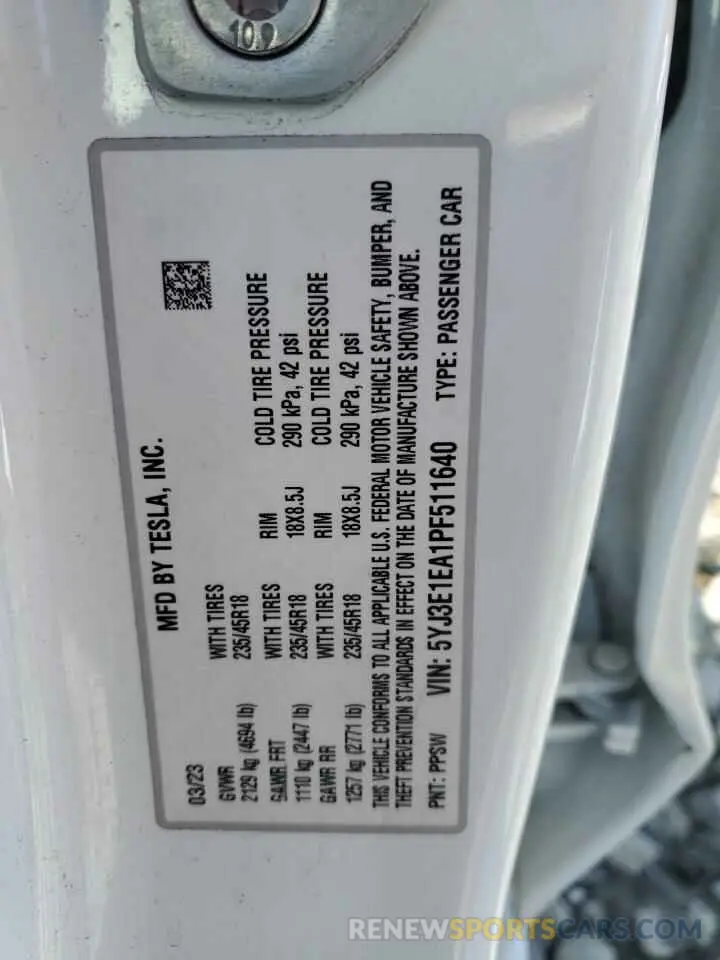 10.9
MFD BY TESLA, INC.
03/23
GVWR WITH TIRES
2129 kg (4694 lb) 235/45R18
GAWR FRT WITH TIRES RIM COLD TIRE PRESSURE
1110 kg (2447 lb) 235/45R18 18X8.5J 290 kPa, 42 psi
GAWR RR WITH TIRES RIM COLD TIRE PRESSURE
1257 kg (2771 lb) 235/45R18 18X8.5J 290 kPa, 42 psi
THIS VEHICLE CONFORMS TO ALL APPLICABLE U.S. FEDERAL MOTOR VEHICLE SAFETY, BUMPER, AND
THEFT PREVENTION STANDARDS IN EFFECT ON THE DATE OF MANUFACTURE SHOWN ABOVE.
PNT: PPSW VIN: 5YJ3E1EA1PF511640 TYPE: PASSENGER CAR
RENEWSPORTSCARS.COM